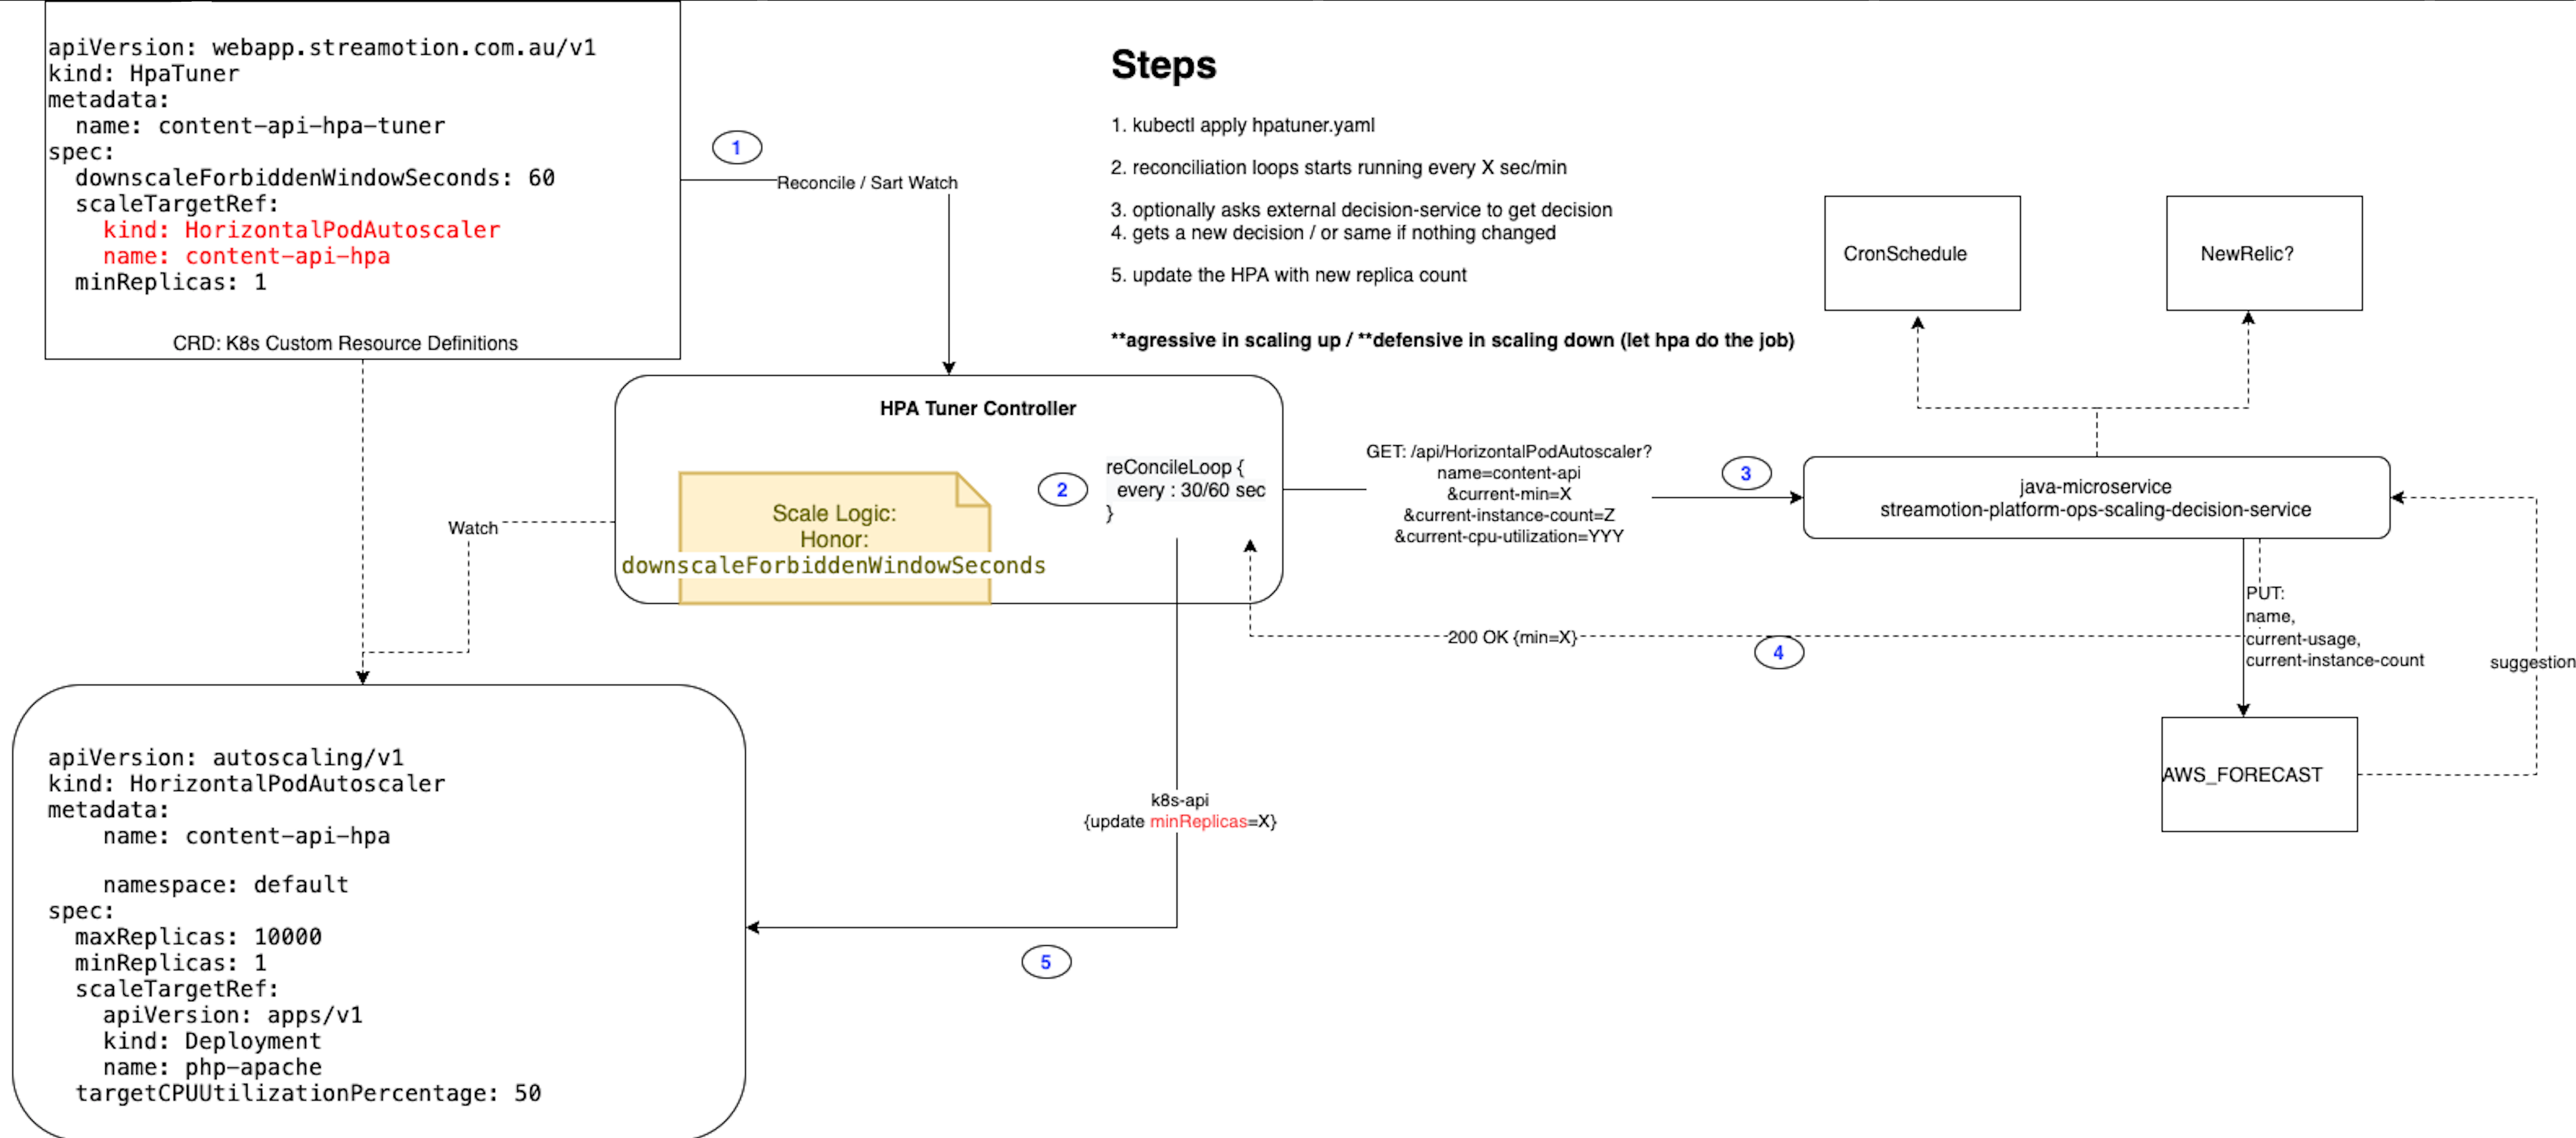 apiVersion: webapp.streamotion.com.au/v1
kind: HpaTuner
metadata:
  name: content-api-hpa-tuner
spec:
  downscaleForbiddenWindowSeconds: 60
  scaleTargetRef:
    kind: HorizontalPodAutoscaler
    name: content-api-hpa
  minReplicas: 1
CRD: K8s Custom Resource Definitions
1
Reconcile / Sart Watch
Steps
1. kubectl apply hpatuner.yaml
2. reconciliation loops starts running every X sec/min
3. optionally asks external decision-service to get decision
4. gets a new decision / or same if nothing changed
5. update the HPA with new replica count
**agressive in scaling up / **defensive in scaling down (let hpa do the job)
CronSchedule
NewRelic?
HPA Tuner Controller
Scale Logic:
Honor:
downscaleForbiddenWindowSeconds
2
reConcileLoop {
  every : 30/60 sec
}
GET: /api/HorizontalPodAutoscaler?
name=content-api
&current-min=X
&current-instance-count=Z
&current-cpu-utilization=YYY
3
java-microservice
streamotion-platform-ops-scaling-decision-service
Watch
200 OK {min=X}
4
PUT:
name,
current-usage,
current-instance-count
suggestion
AWS_FORECAST
k8s-api
{update minReplicas=X}
5
apiVersion: autoscaling/v1
kind: HorizontalPodAutoscaler
metadata:
    name: content-api-hpa
    namespace: default
spec:
  maxReplicas: 10000
  minReplicas: 1
  scaleTargetRef:
    apiVersion: apps/v1
    kind: Deployment
    name: php-apache
  targetCPUUtilizationPercentage: 50